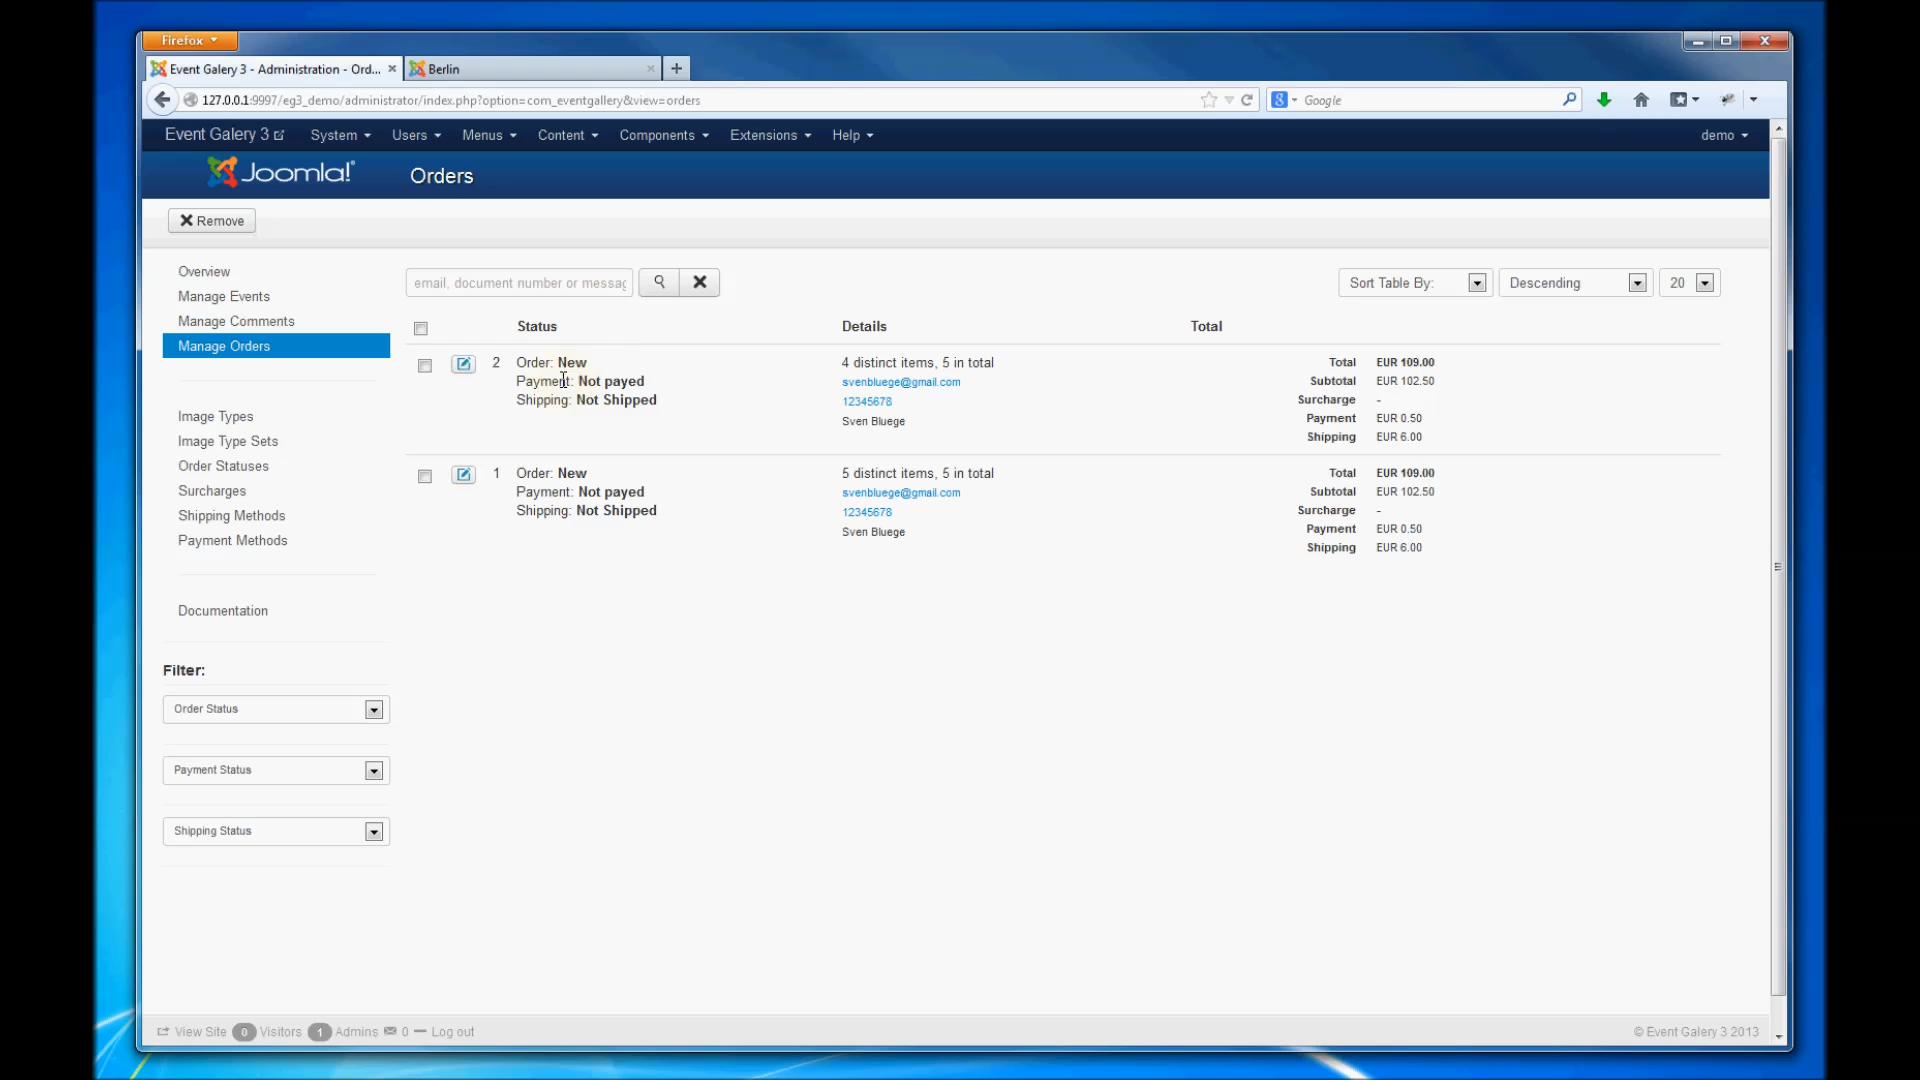 Firefox
Event Galery 3 - Administration - Ord...
Berlin
127.0.0.1:9997/eg3_demo/administrator/index.php?option=com_eventgallery&view=orders
Google
Event Galery 3 System Users Menus Content Components Extensions Help demo
Joomla!® Orders
Remove
Overview
Manage Events
Manage Comments
Manage Orders
Image Types
Image Type Sets
Order Statuses
Surcharges
Shipping Methods
Payment Methods
Documentation
Filter:
Order Status
Payment Status
Shipping Status
email, document number or messag
Sort Table By: Descending 20
Status Details Total
2 Order: New
Payment: Not payed
Shipping: Not Shipped
4 distinct items, 5 in total
svenbluege@gmail.com
12345678
Sven Bluege
Total EUR 109.00
Subtotal EUR 102.50
Surcharge -
Payment EUR 0.50
Shipping EUR 6.00
1 Order: New
Payment: Not payed
Shipping: Not Shipped
5 distinct items, 5 in total
svenbluege@gmail.com
12345678
Sven Bluege
Total EUR 109.00
Subtotal EUR 102.50
Surcharge -
Payment EUR 0.50
Shipping EUR 6.00
View Site 0 Visitors 1 Admins 0 Log out
© Event Galery 3 2013